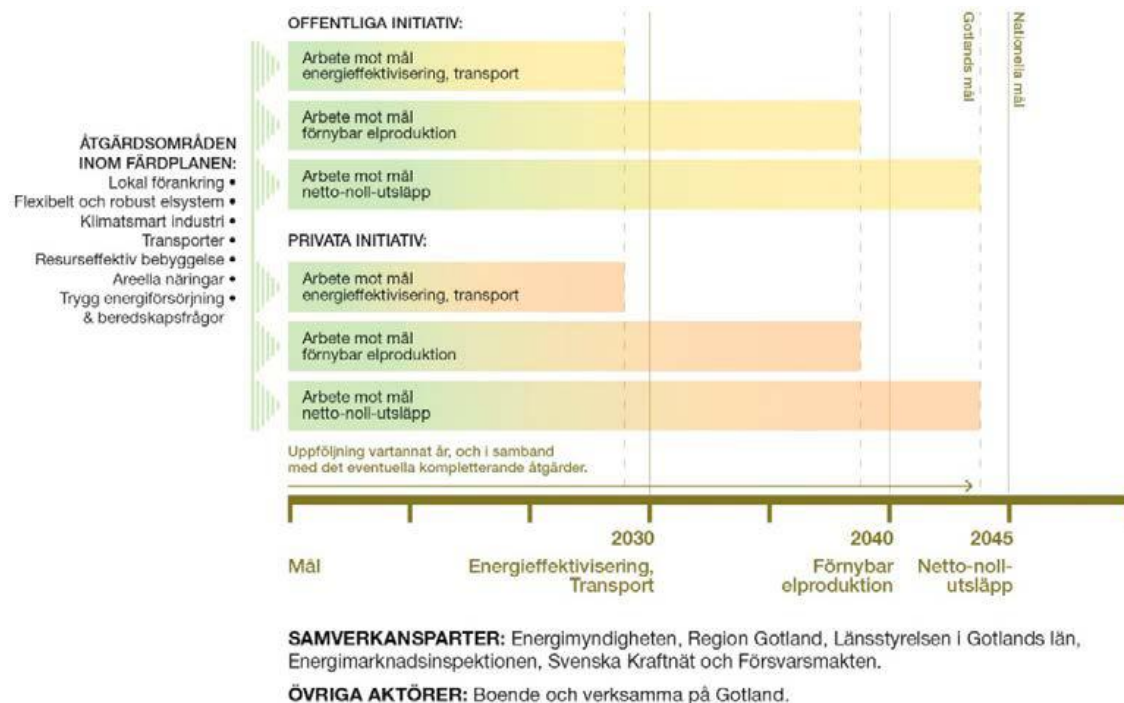 OFFENTLIGA INITIATIV:
Arbete mot mål
energieffektivisering, transport
Arbete mot mål
förnybar elproduktion
Arbete mot mål
netto-noll-utsläpp
Gotlands mål
Nationella mål
ÅTGÄRDSOMRÅDEN
INOM FÄRDPLANEN:
Lokal förankring •
Flexibelt och robust elsystem •
Klimatsmart industri •
Transporter •
Resurseffektiv bebyggelse •
Areella näringar •
Trygg energiförsörjning •
& beredskapsfrågor
PRIVATA INITIATIV:
Arbete mot mål
energieffektivisering, transport
Arbete mot mål
förnybar elproduktion
Arbete mot mål
netto-noll-utsläpp
Uppföljning vartannat år, och i samband
med det eventuella kompletterande åtgärder.
2030
2040
2045
Mål
Energieffektivisering,
Transport
Förnybar
elproduktion
Netto-noll-
utsläpp
SAMVERKANSPARTER: Energimyndigheten, Region Gotland, Länsstyrelsen i Gotlands län,
Energimarknadsinspektionen, Svenska Kraftnät och Försvarsmakten.
ÖVRIGA AKTÖRER: Boende och verksamma på Gotland.